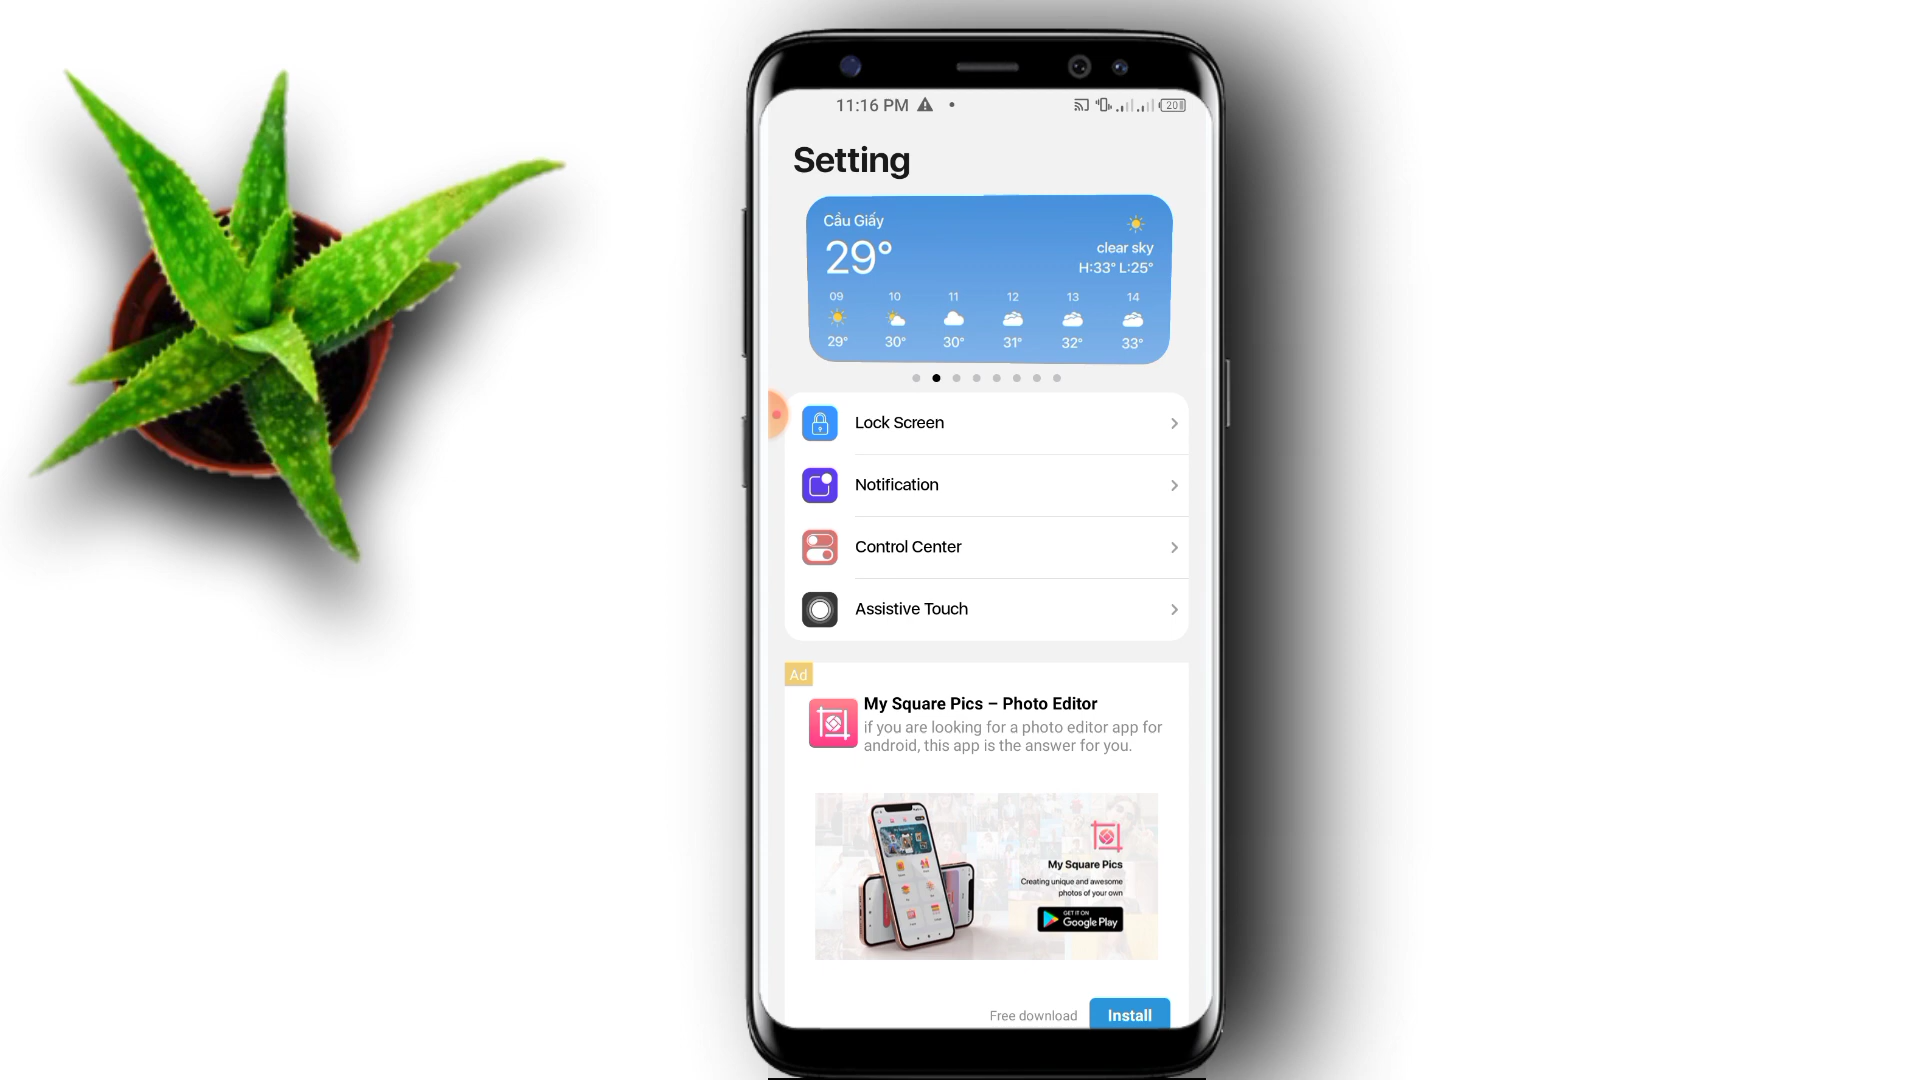 11:16 PM
20
Setting
Cầu Giấy
29°
clear sky
H:33° L:25°
09 10 11 12 13 14
29° 30° 30° 31° 32° 33°
Lock Screen
Notification
Control Center
Assistive Touch
Ad
My Square Pics – Photo Editor
if you are looking for a photo editor app for
android, this app is the answer for you.
My Square Pics
Creating unique and awesome
photos of your own
GET IT ON
Google Play
Free download
Install